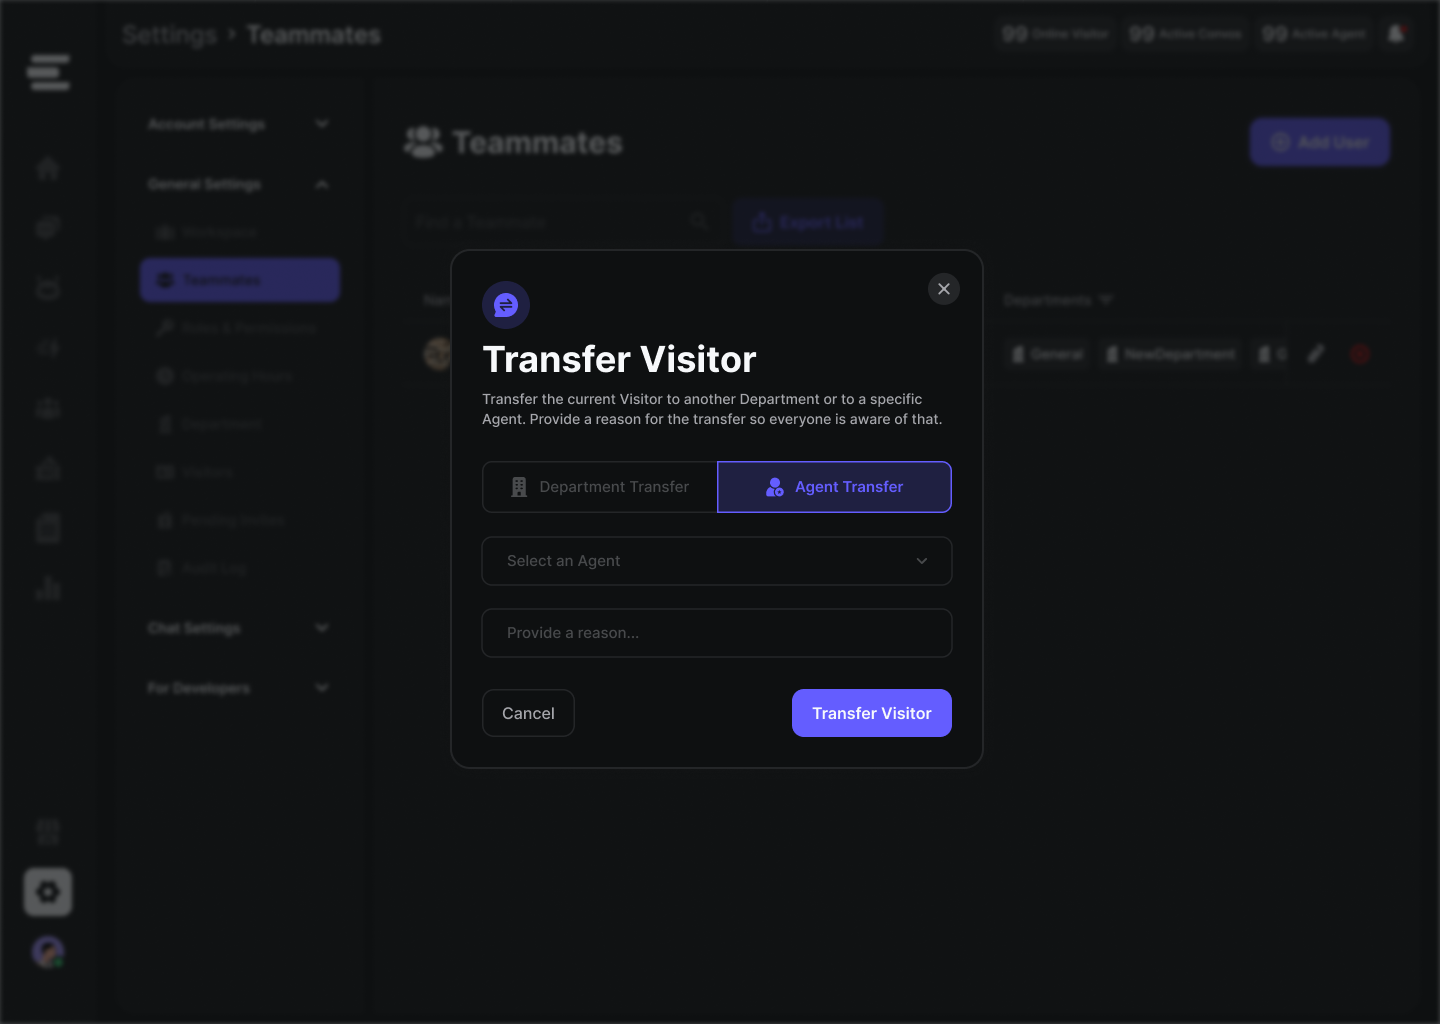 Settings › Teammates
99 Online Visitor
99 Active Convos
99 Active Agent
Account Settings
General Settings
Workspace
Teammates
Roles & Permissions
Operating Hours
Department
Visitors
Audit Log
Chat Settings
For Developers
Teammates
Add User
Find a Teammate
Export List
Departments
General
NewDepartment
Transfer Visitor
Transfer the current Visitor to another Department or to a specific
Agent. Provide a reason for the transfer so everyone is aware of that.
Department Transfer
Agent Transfer
Select an Agent
Provide a reason...
Cancel
Transfer Visitor